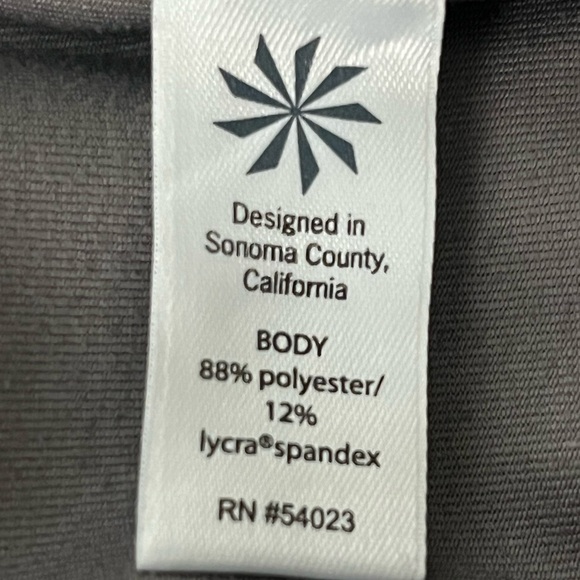 Designed in
Sonoma County,
California
BODY
88% polyester/
12%
lycra®spandex
RN #54023